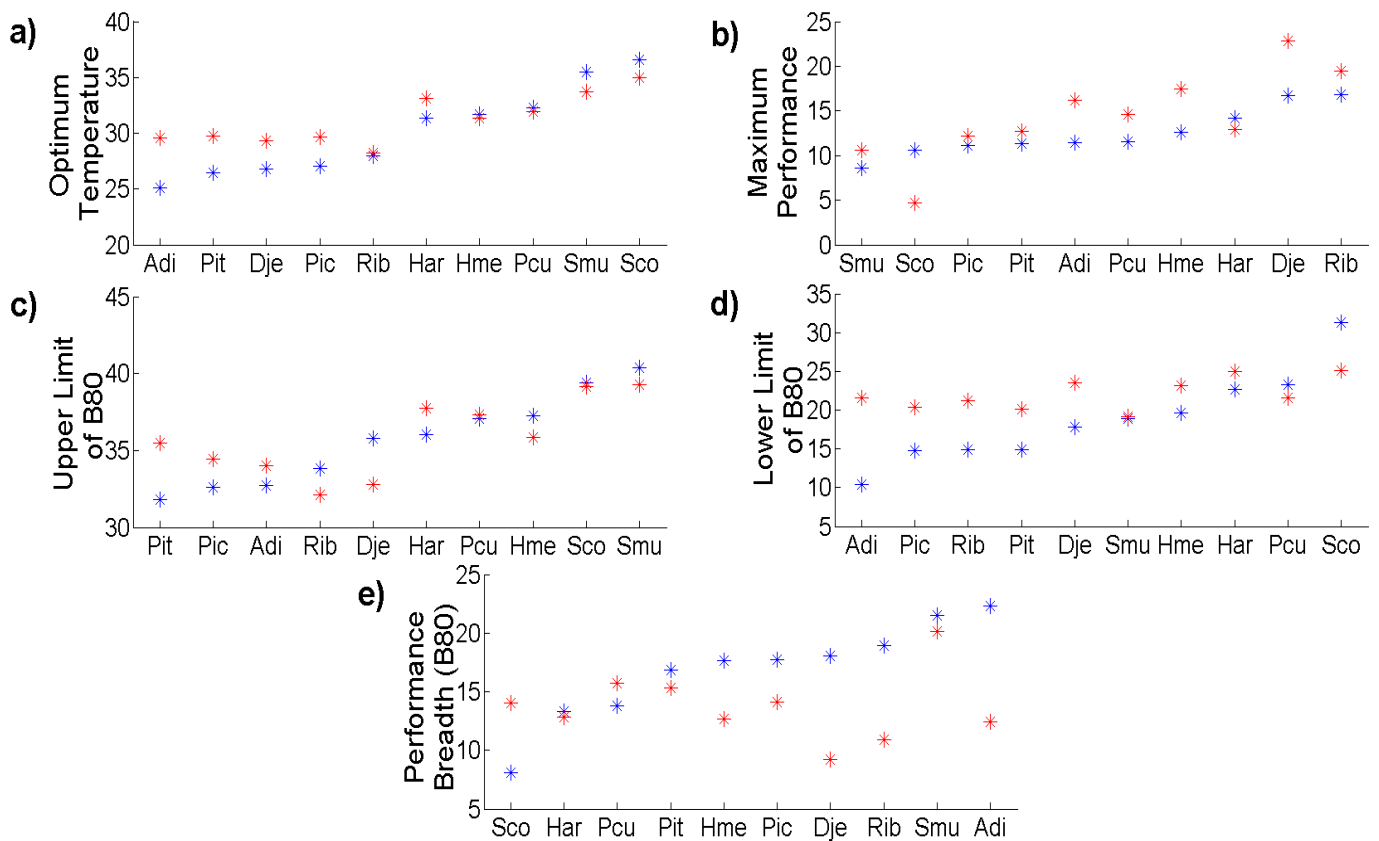 a)
Optimum
Temperature
40
35
30
25
20
Adi Pit Dje Pic Rib Har Hme Pcu Smu Sco
b)
Maximum
Performance
25
20
15
10
5
0
Smu Sco Pic Pit Adi Pcu Hme Har Dje Rib
c)
Upper Limit
of B80
45
40
35
30
Pit Pic Adi Rib Dje Har Pcu Hme Sco Smu
d)
Lower Limit
of B80
35
30
25
20
15
10
5
Adi Pic Rib Pit Dje Smu Hme Har Pcu Sco
e)
Performance
Breadth (B80)
25
20
15
10
5
Sco Har Pcu Pit Hme Pic Dje Rib Smu Adi